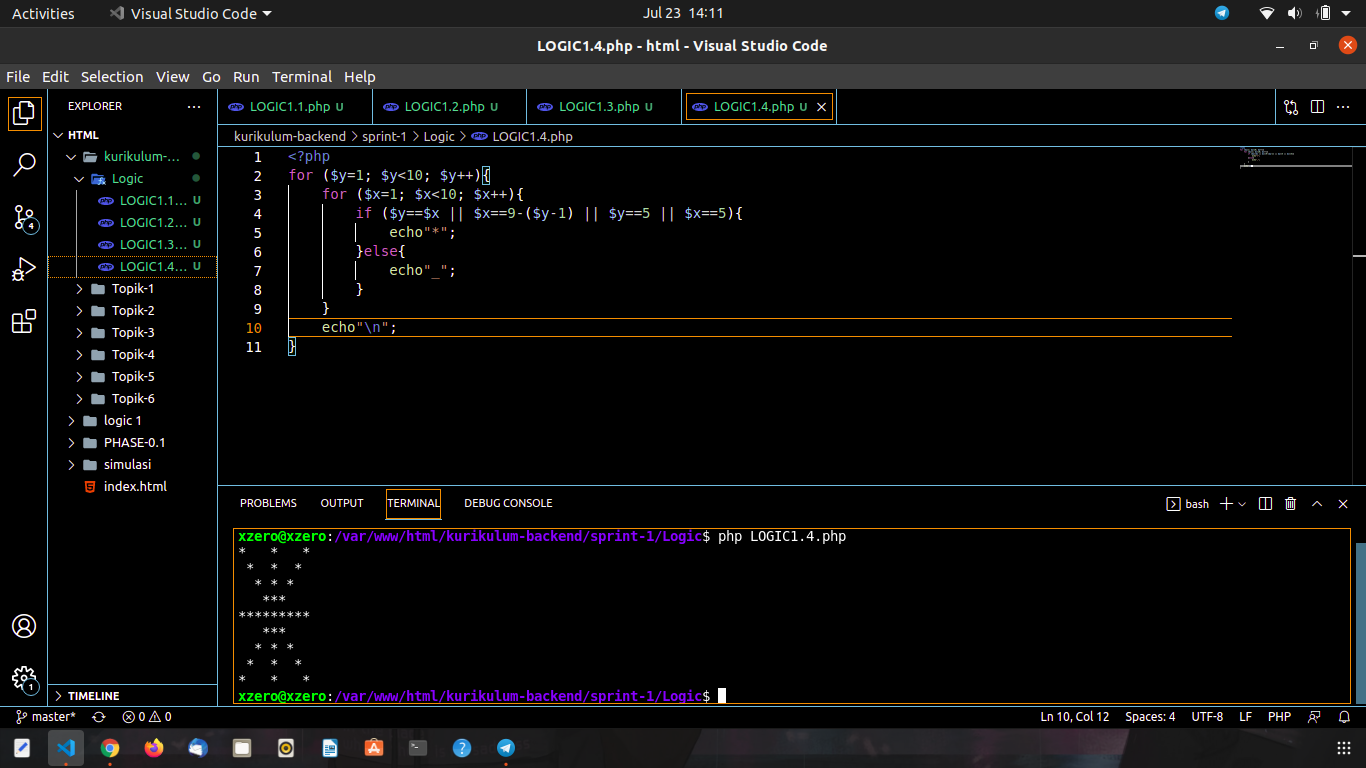 Activities Visual Studio Code Jul 23 14:11
LOGIC1.4.php - html - Visual Studio Code
File Edit Selection View Go Run Terminal Help
EXPLORER
HTML
kurikulum-...
Logic
LOGIC1.1... U
LOGIC1.2... U
LOGIC1.3... U
LOGIC1.4... U
Topik-1
Topik-2
Topik-3
Topik-4
Topik-5
Topik-6
logic 1
PHASE-0.1
simulasi
index.html
TIMELINE
4
1
LOGIC1.1.php U LOGIC1.2.php U LOGIC1.3.php U LOGIC1.4.php U
kurikulum-backend > sprint-1 > Logic > LOGIC1.4.php
1 <?php
2 for ($y=1; $y<10; $y++){
3     for ($x=1; $x<10; $x++){
4         if ($y==$x || $x==9-($y-1) || $y==5 || $x==5){
5             echo"*";
6         }else{
7             echo"_";
8         }
9     }
10     echo"\n";
11 }
PROBLEMS OUTPUT TERMINAL DEBUG CONSOLE bash
xzero@xzero:/var/www/html/kurikulum-backend/sprint-1/Logic$ php LOGIC1.4.php
*   *   *
 *  *  *
  * * *
   ***
*********
   ***
  * * *
 *  *  *
*   *   *
xzero@xzero:/var/www/html/kurikulum-backend/sprint-1/Logic$
master* 0 0 Ln 10, Col 12 Spaces: 4 UTF-8 LF PHP